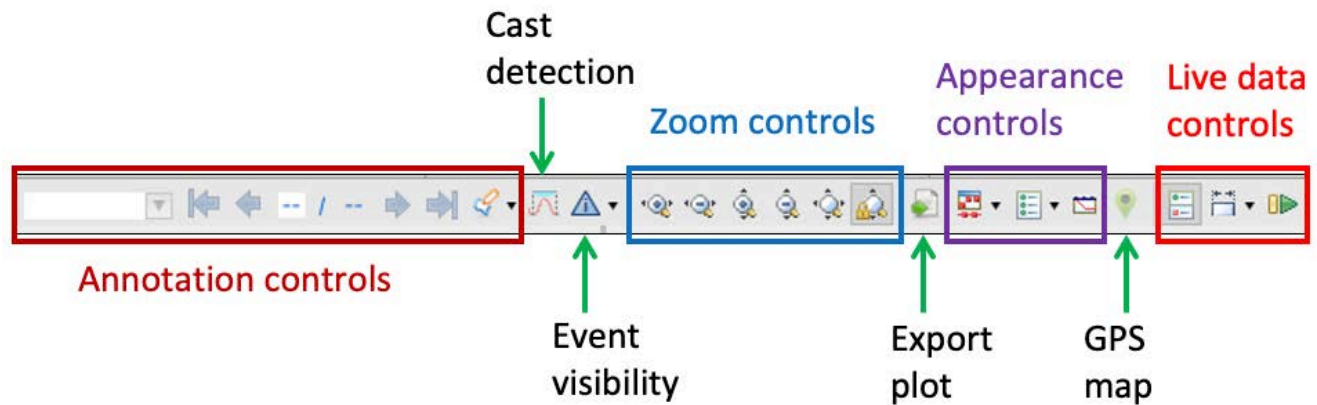 Cast
detection
Zoom controls
Appearance
controls
Live data
controls
-- / --
Annotation controls
Event
visibility
Export
plot
GPS
map